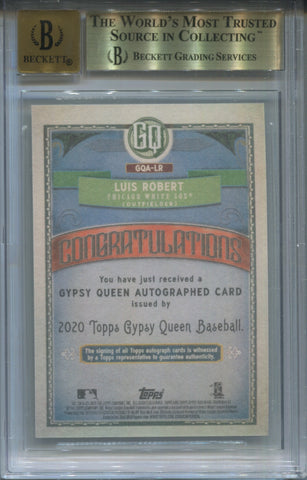 B
BECKETT®
THE WORLD'S MOST TRUSTED
SOURCE IN COLLECTING™
B BECKETT GRADING SERVICES
GQ
GQA-LR
LUIS ROBERT
CHICAGO WHITE SOX®
(OUTFIELDER)
CONGRATULATIONS
You have just received a
GYPSY QUEEN AUTOGRAPHED CARD
issued by
2020 Topps Gypsy Queen Baseball.
The signing of all Topps autograph cards is witnessed
by a Topps representative to guarantee authenticity.
Topps